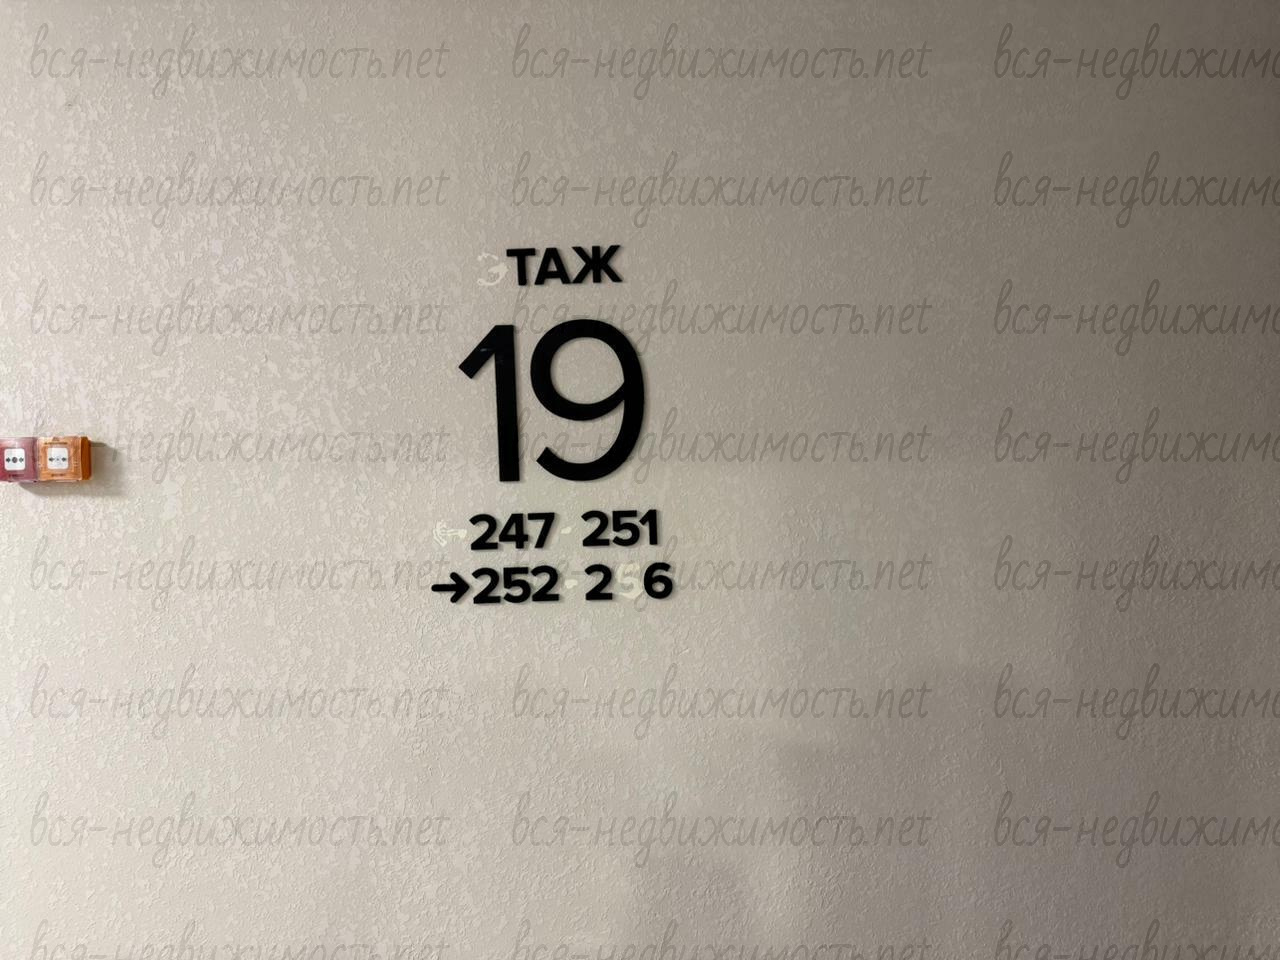 ТАЖ
19
247 251
→252 2 6
вся-недвижимость.net